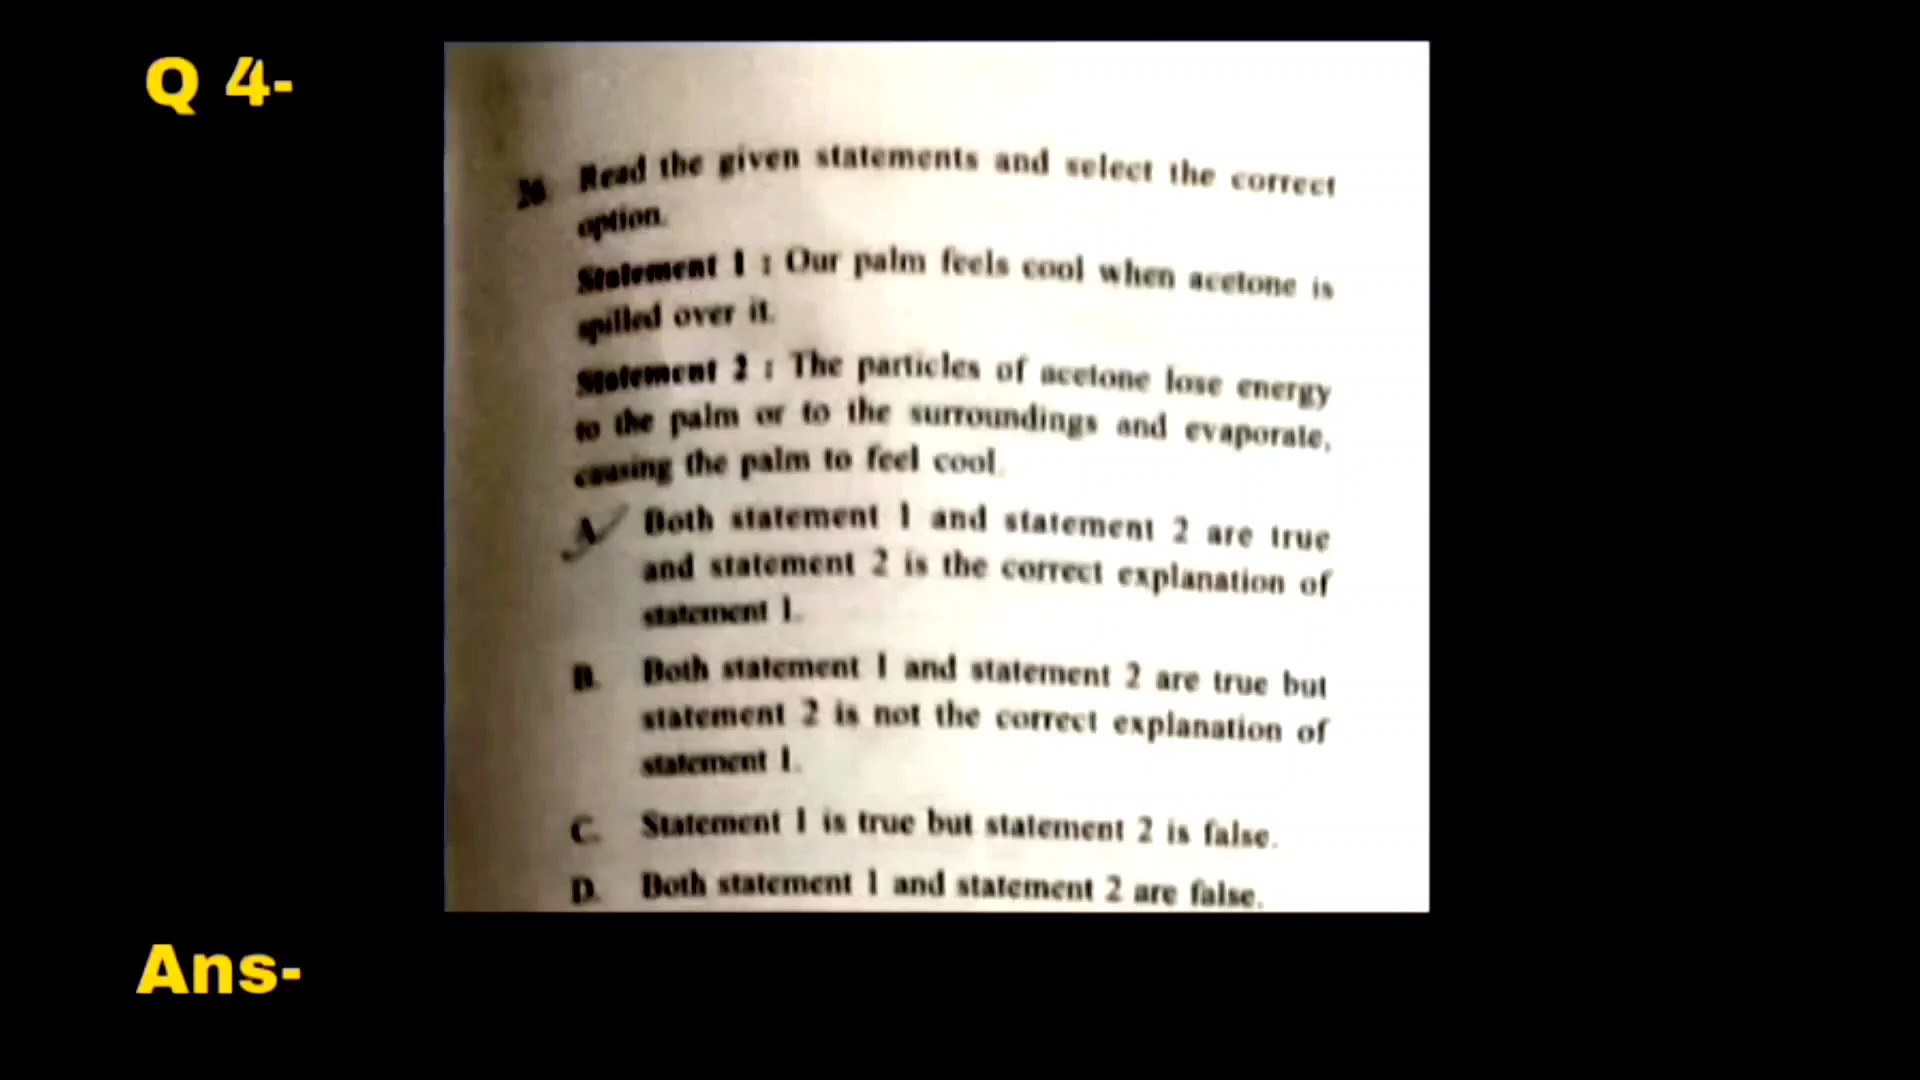 Q 4-
26. Read the given statements and select the correct
option.
Statement 1 : Our palm feels cool when acetone is
spilled over it.
Statement 2 : The particles of acetone lose energy
to the palm or to the surroundings and evaporate,
causing the palm to feel cool.
A. Both statement 1 and statement 2 are true
and statement 2 is the correct explanation of
statement 1.
B. Both statement 1 and statement 2 are true but
statement 2 is not the correct explanation of
statement 1.
C. Statement 1 is true but statement 2 is false.
D. Both statement 1 and statement 2 are false.
Ans-